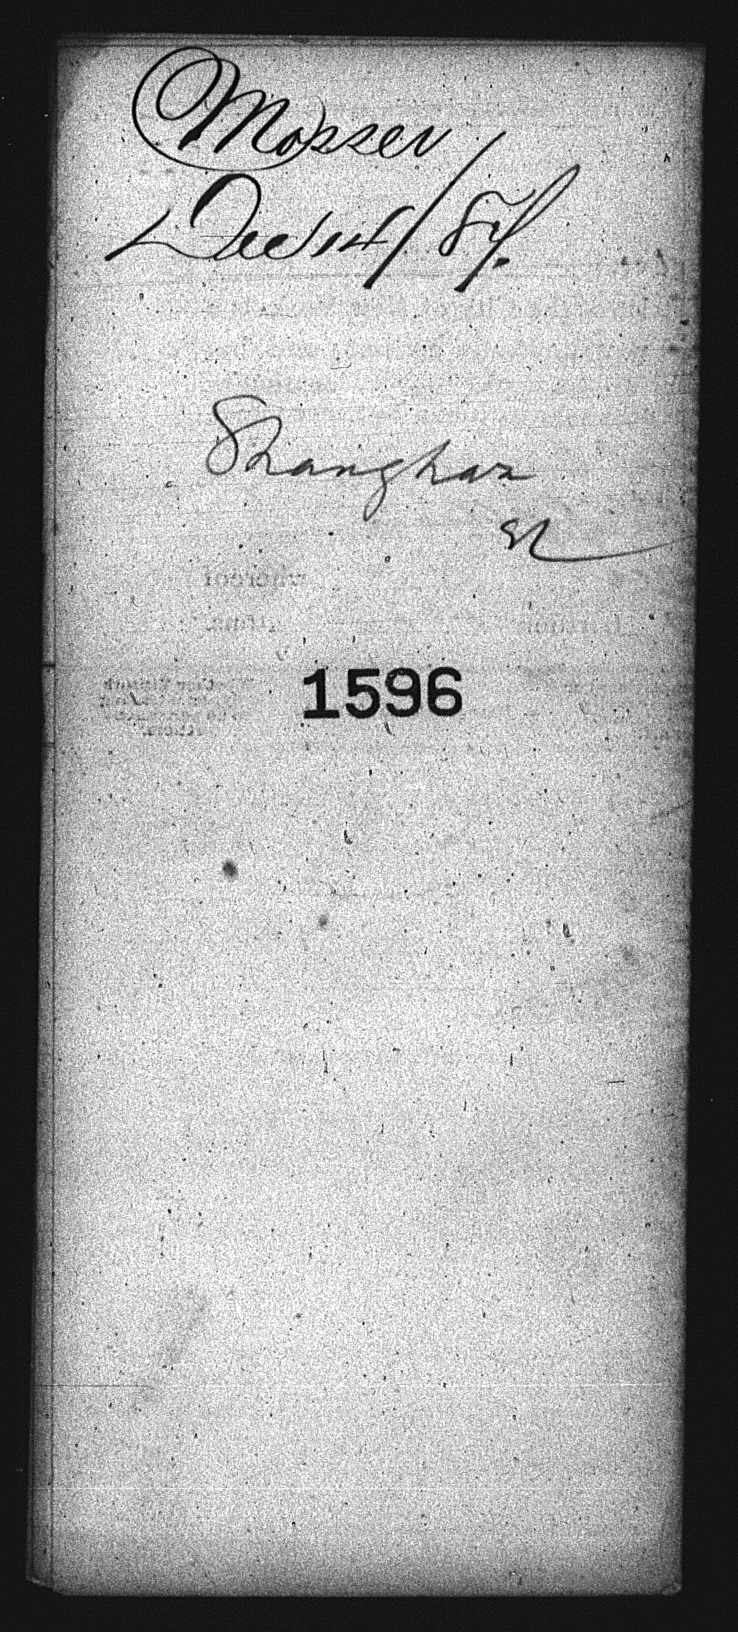 Mosser
Dec 14/87.
Shanghai
1596